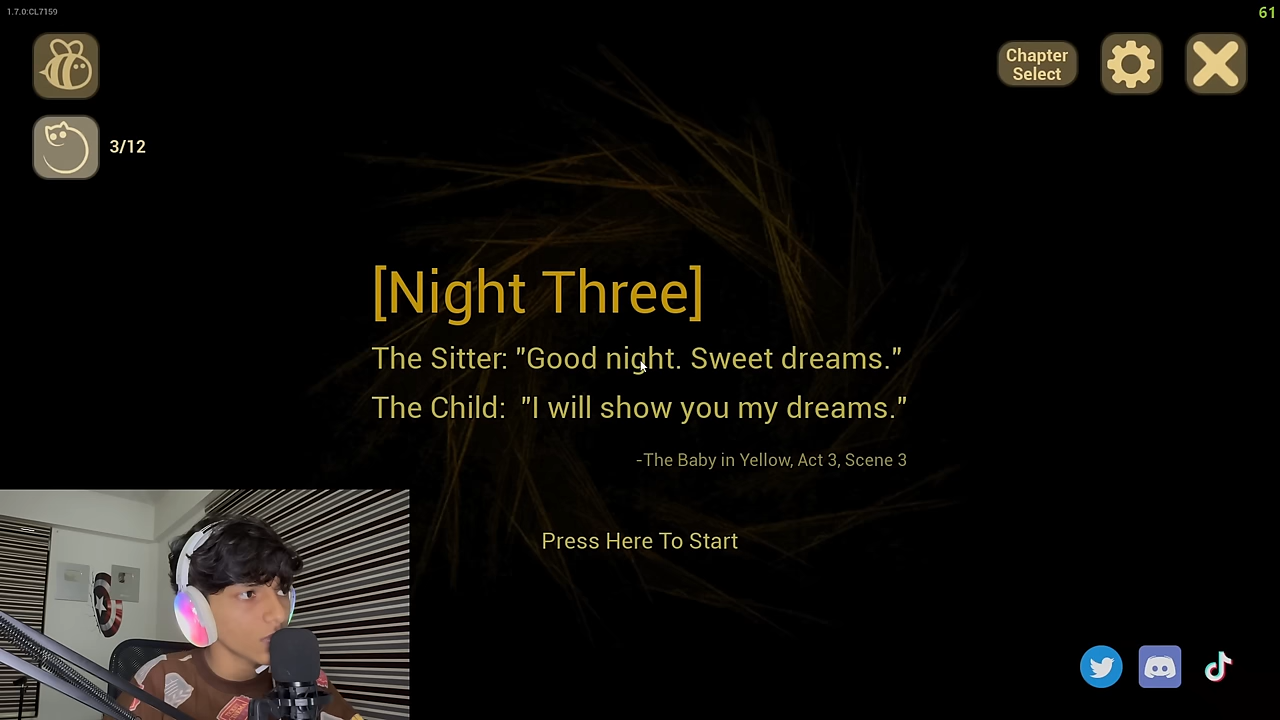 1.7.0:CL7159
61
Chapter
Select
3/12
[Night Three]
The Sitter: "Good night. Sweet dreams."
The Child: "I will show you my dreams."
-The Baby in Yellow, Act 3, Scene 3
Press Here To Start